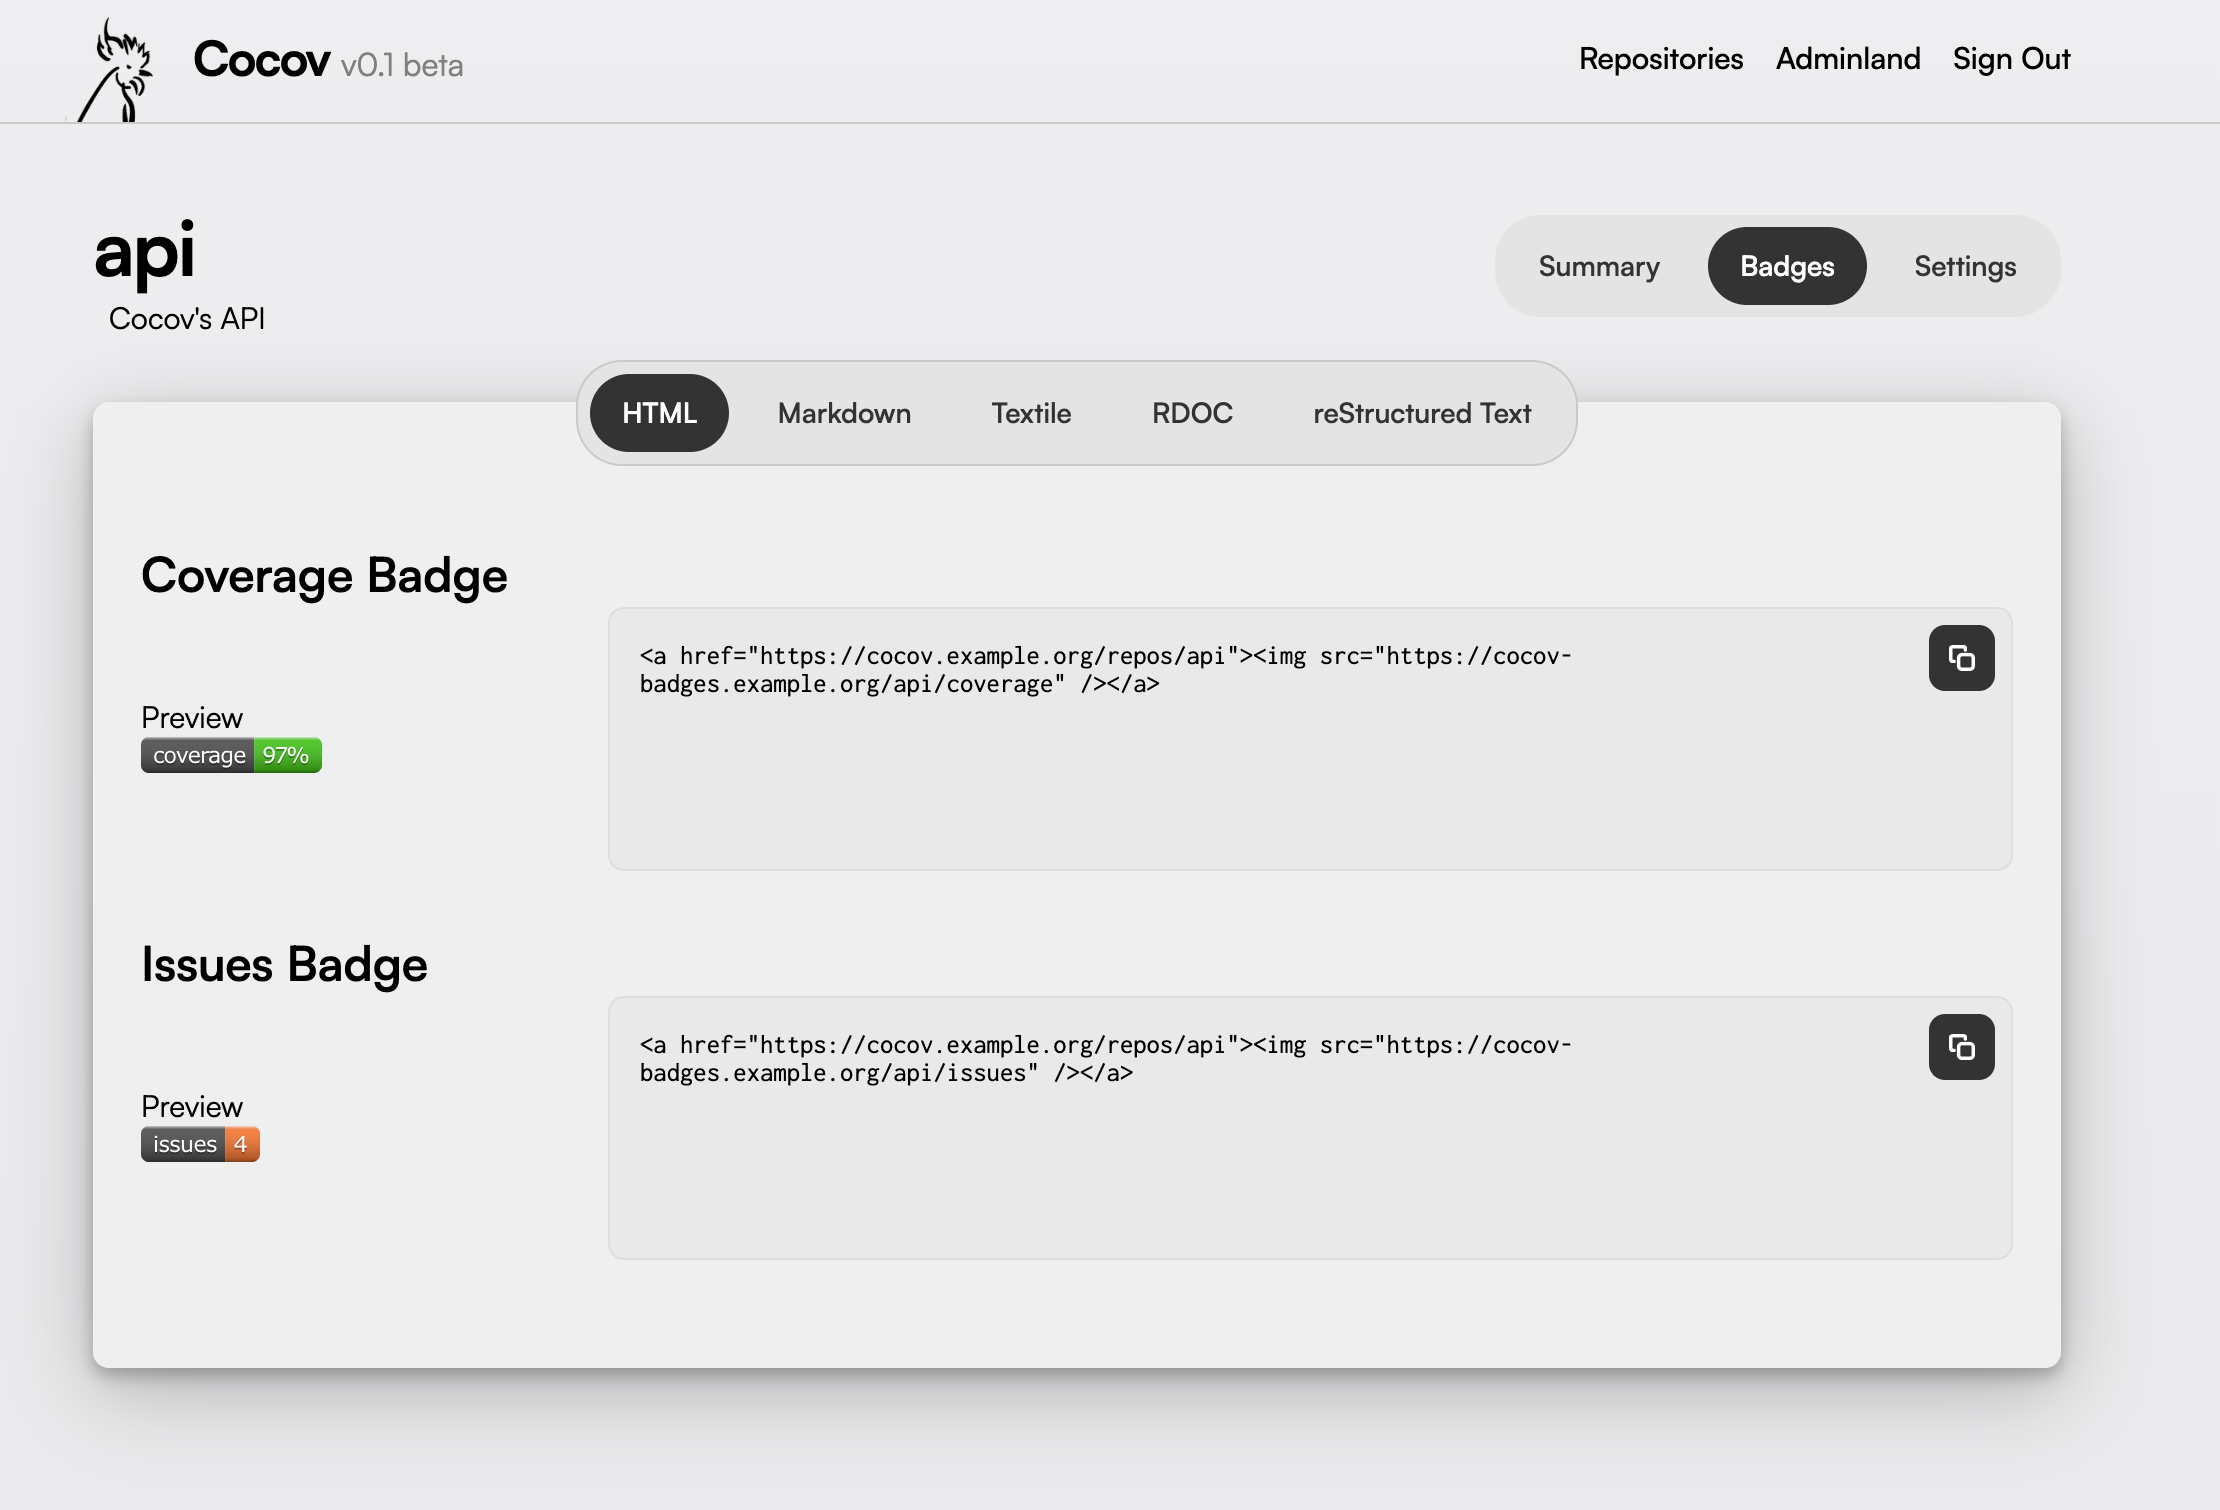 Cocov v0.1 beta
Repositories Adminland Sign Out
api
Cocov's API
Summary Badges Settings
HTML Markdown Textile RDOC reStructured Text
Coverage Badge
<a href="https://cocov.example.org/repos/api"><img src="https://cocov-
badges.example.org/api/coverage" /></a>
Preview
coverage 97%
Issues Badge
<a href="https://cocov.example.org/repos/api"><img src="https://cocov-
badges.example.org/api/issues" /></a>
Preview
issues 4